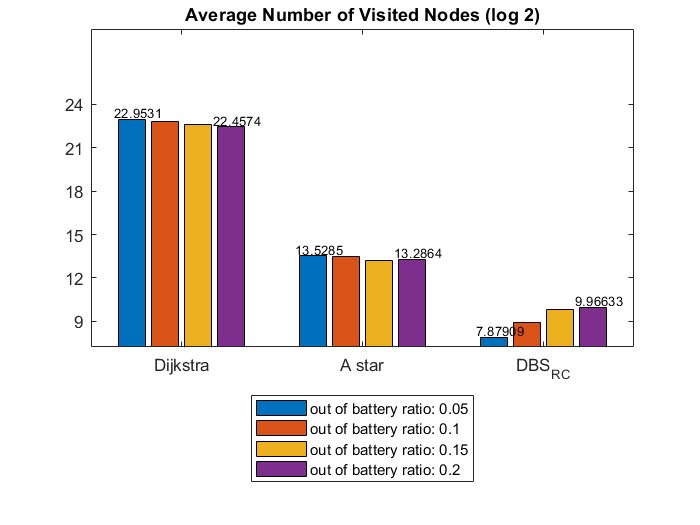 Average Number of Visited Nodes (log 2)
24
21
18
15
12
9
22.9531
22.4574
13.5285
13.2864
7.87909
9.96633
Dijkstra
A star
DBS_RC
out of battery ratio: 0.05
out of battery ratio: 0.1
out of battery ratio: 0.15
out of battery ratio: 0.2